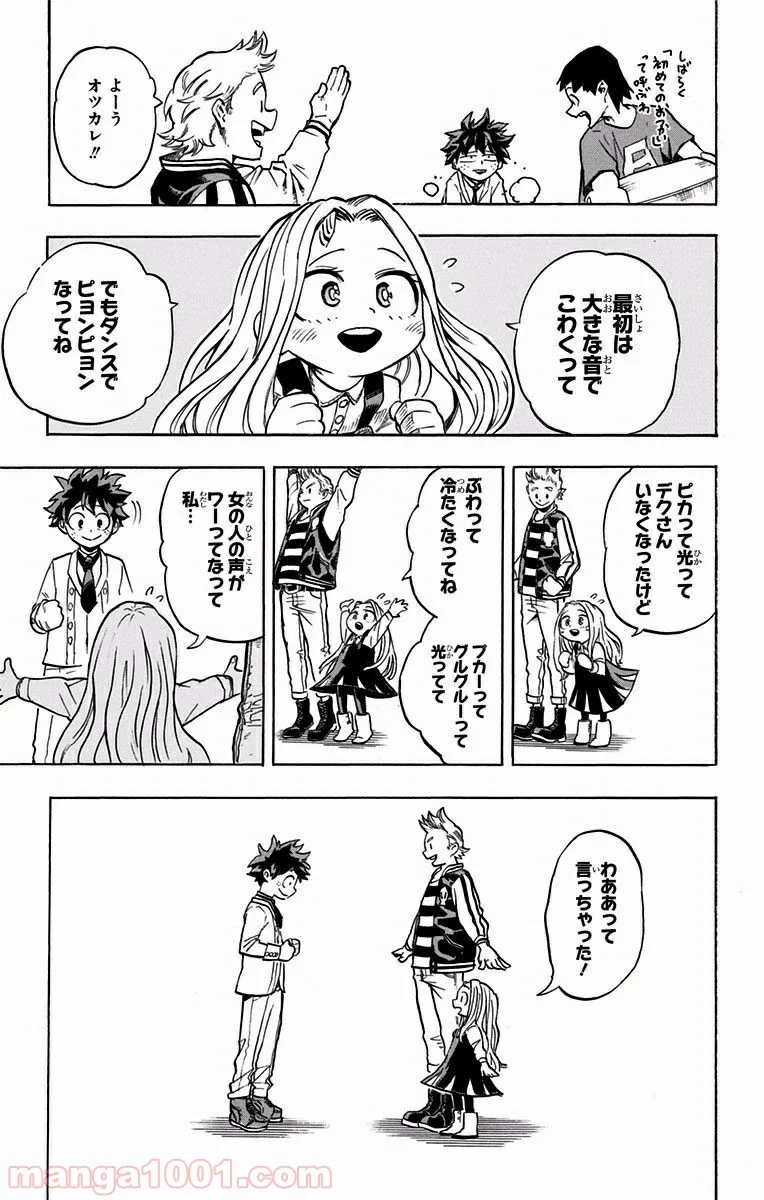 しばらく
「初めてのおつかい」
って呼ぶわ
よーう
オツカレ!!
最初は
大きな音で
こわくって
でもダンスで
ピョンピョン
なってね
ピカって光って
デクさん
いなくなったけど
ぶわって
冷たくなってね
プカーって
グルグルーって
光ってて
女の人の声が
ワーってなって
私…
わああって
言っちゃった!
manga1001.com